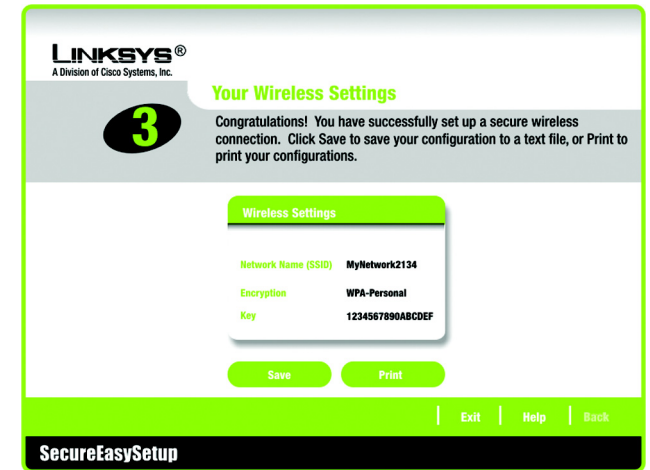 LINKSYS®
A Division of Cisco Systems, Inc.
Your Wireless Settings
3
Congratulations! You have successfully set up a secure wireless
connection. Click Save to save your configuration to a text file, or Print to
print your configurations.
Wireless Settings
Network Name (SSID) MyNetwork2134
Encryption WPA-Personal
Key 1234567890ABCDEF
Save Print
Exit Help Back
SecureEasySetup